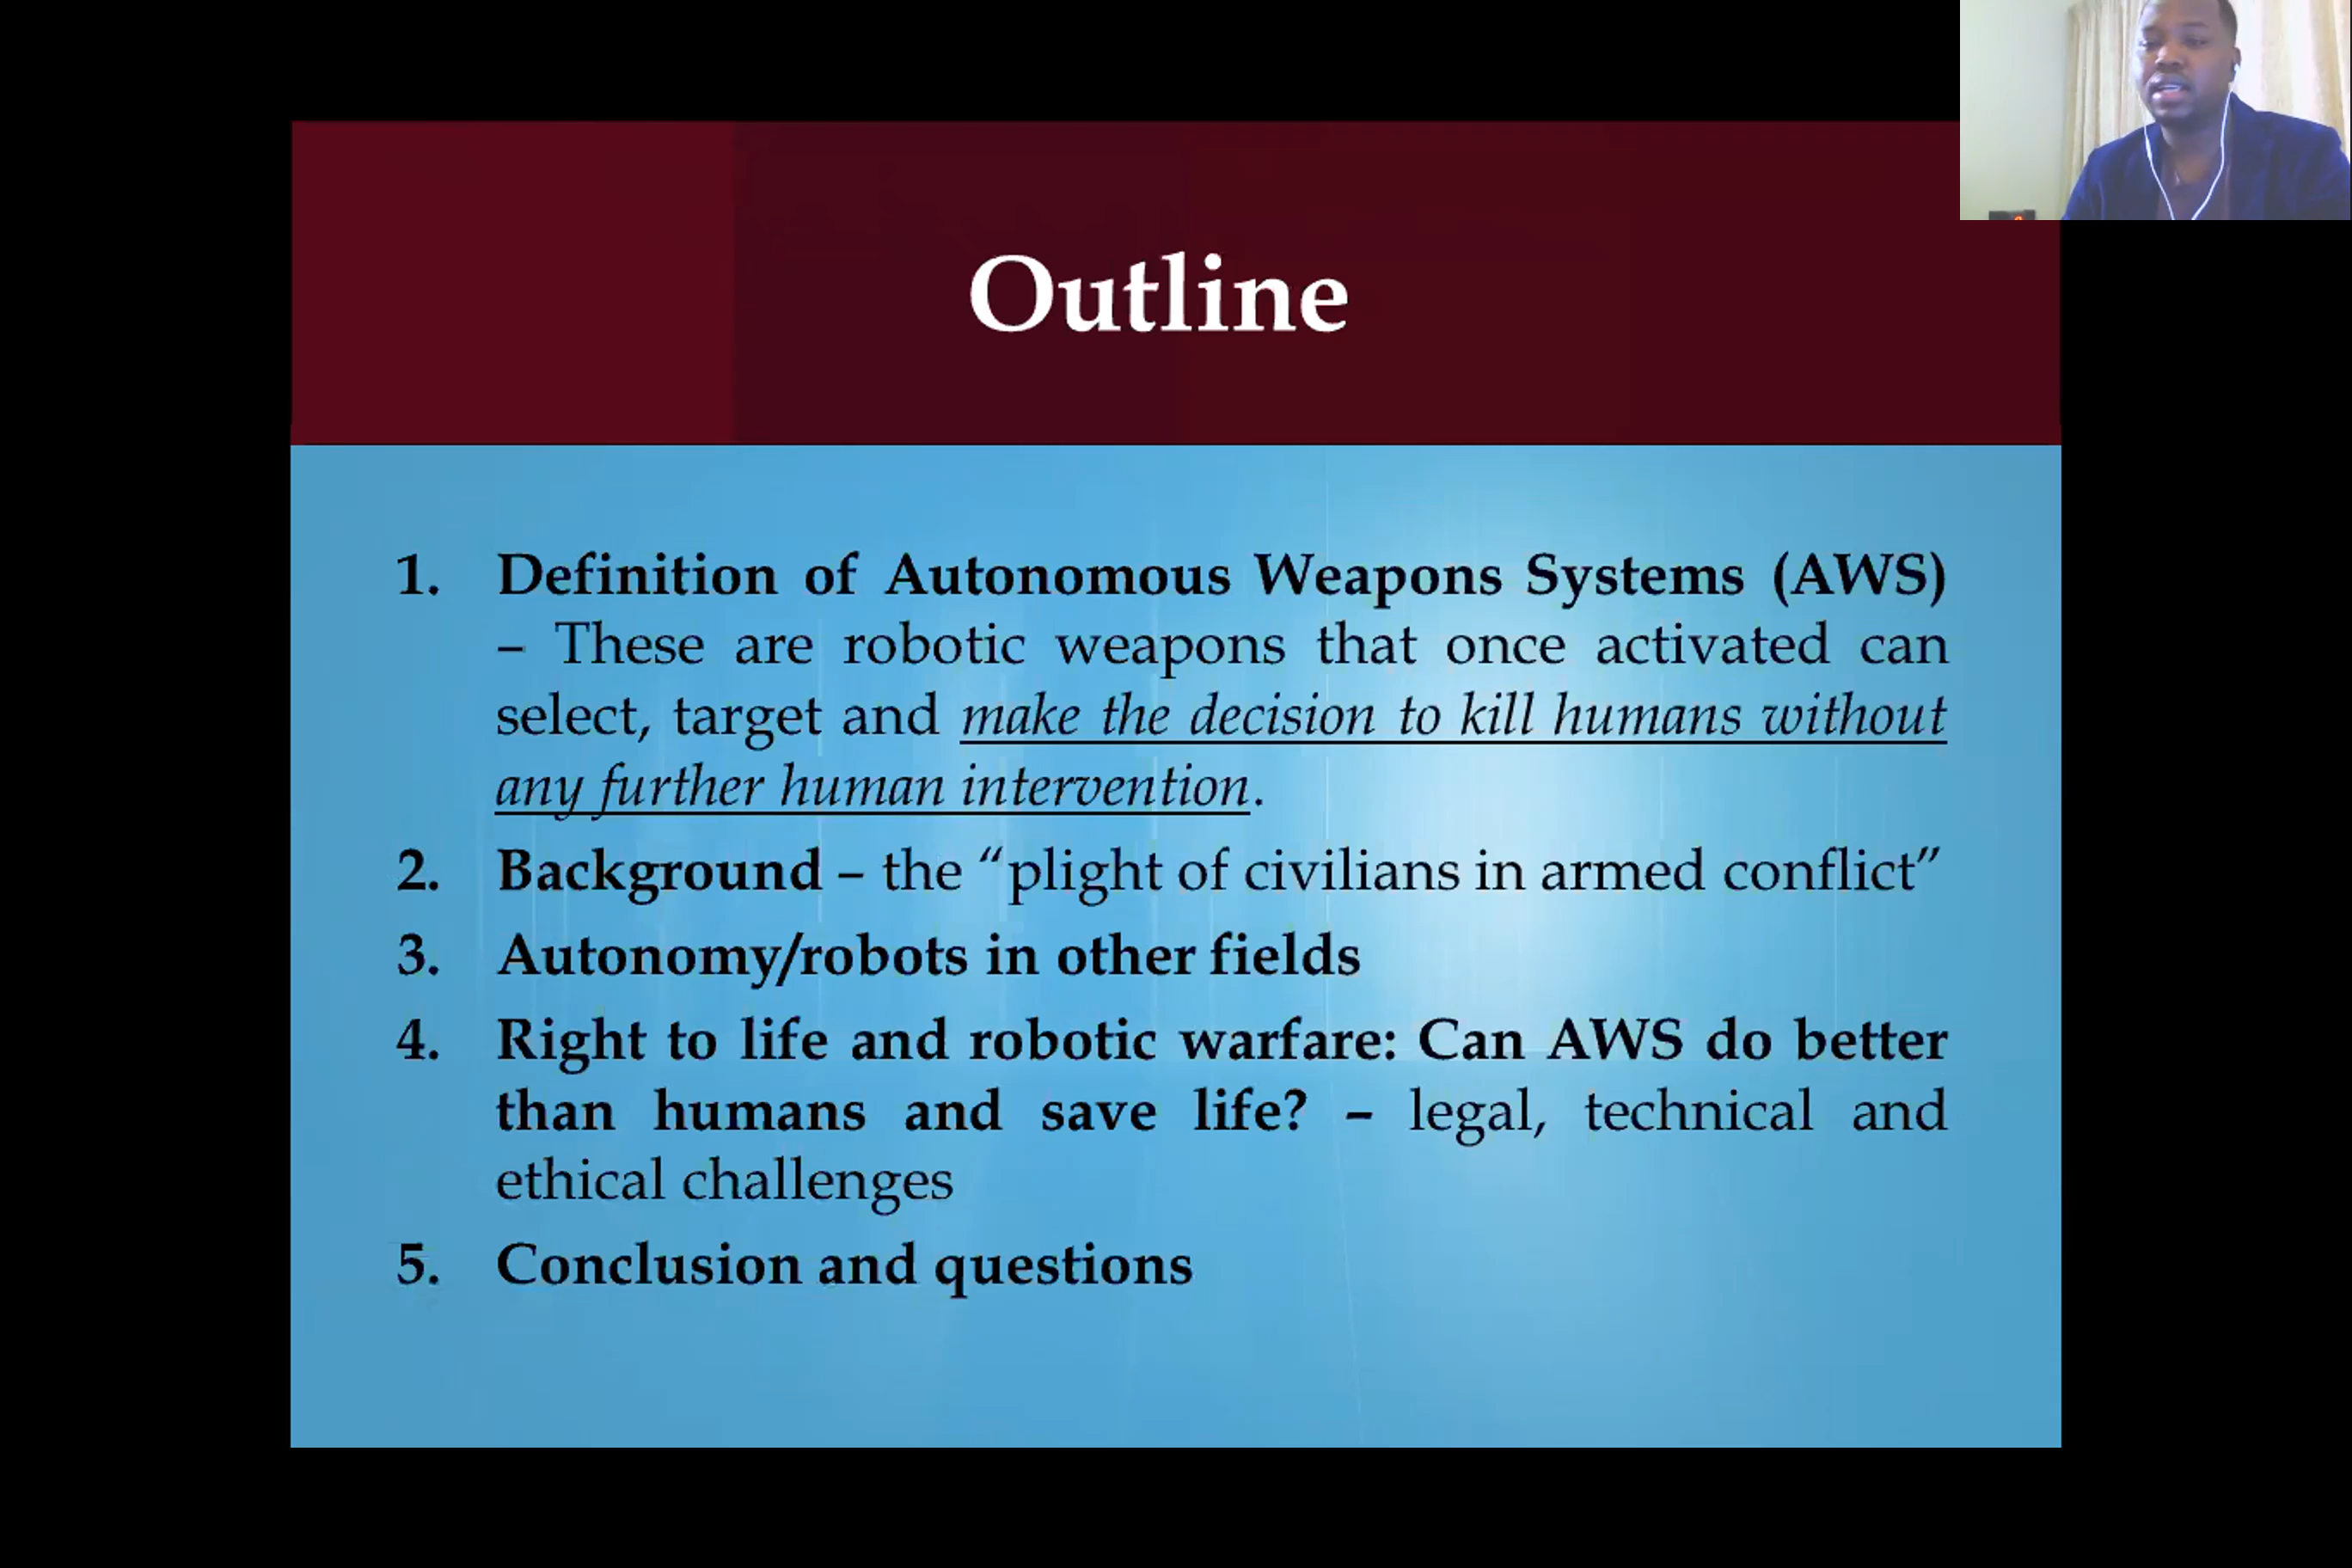 Outline
1. Definition of Autonomous Weapons Systems (AWS)
– These are robotic weapons that once activated can
select, target and make the decision to kill humans without
any further human intervention.
2. Background – the “plight of civilians in armed conflict”
3. Autonomy/robots in other fields
4. Right to life and robotic warfare: Can AWS do better
than humans and save life? – legal, technical and
ethical challenges
5. Conclusion and questions